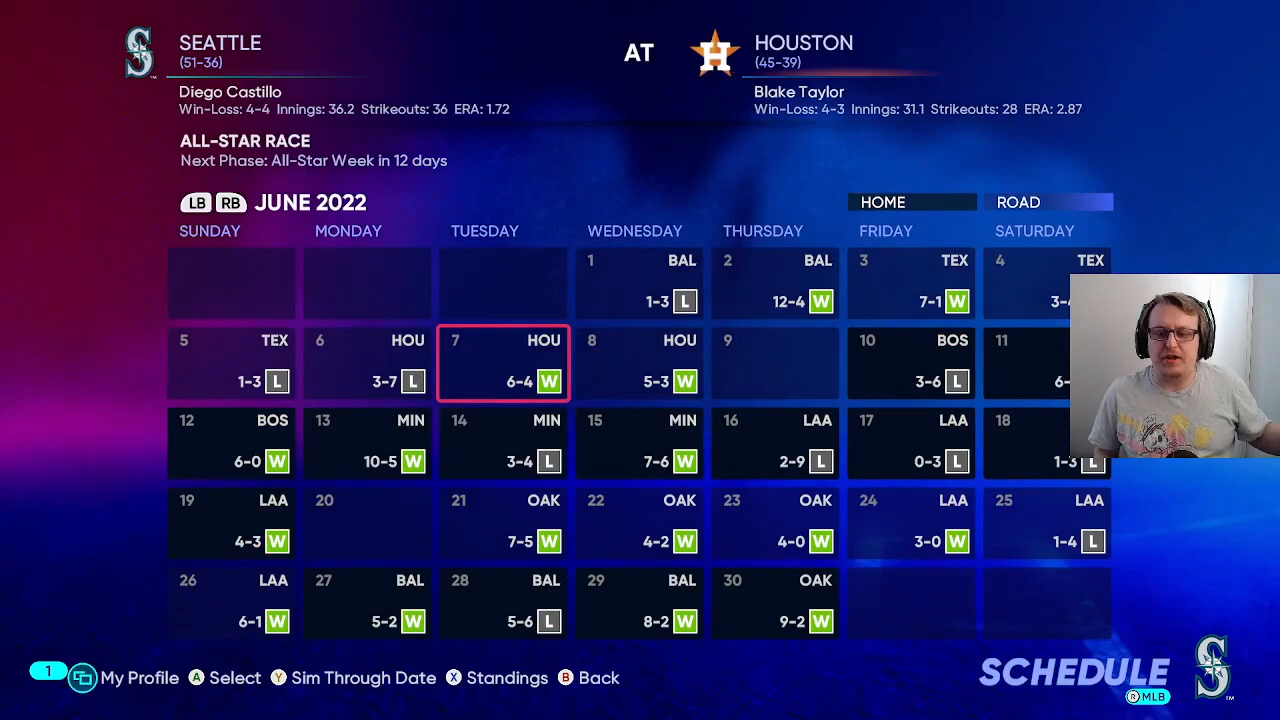 SEATTLE
(51-36)
Diego Castillo
Win-Loss: 4-4 Innings: 36.2 Strikeouts: 36 ERA: 1.72
AT
HOUSTON
(45-39)
Blake Taylor
Win-Loss: 4-3 Innings: 31.1 Strikeouts: 28 ERA: 2.87
ALL-STAR RACE
Next Phase: All-Star Week in 12 days
LB RB JUNE 2022
HOME ROAD
SUNDAY MONDAY TUESDAY WEDNESDAY THURSDAY FRIDAY SATURDAY
1 BAL 2 BAL 3 TEX 4 TEX
1-3 L 12-4 W 7-1 W
5 TEX 6 HOU 7 HOU 8 HOU 9 10 BOS 11
1-3 L 3-7 L 6-4 W 5-3 W 3-6 L
12 BOS 13 MIN 14 MIN 15 MIN 16 LAA 17 LAA 18
6-0 W 10-5 W 3-4 L 7-6 W 2-9 L 0-3 L 1-3 L
19 LAA 20 21 OAK 22 OAK 23 OAK 24 LAA 25 LAA
4-3 W 7-5 W 4-2 W 4-0 W 3-0 W 1-4 L
26 LAA 27 BAL 28 BAL 29 BAL 30 OAK
6-1 W 5-2 W 5-6 L 8-2 W 9-2 W
1 My Profile A Select Y Sim Through Date X Standings B Back
SCHEDULE
R MLB